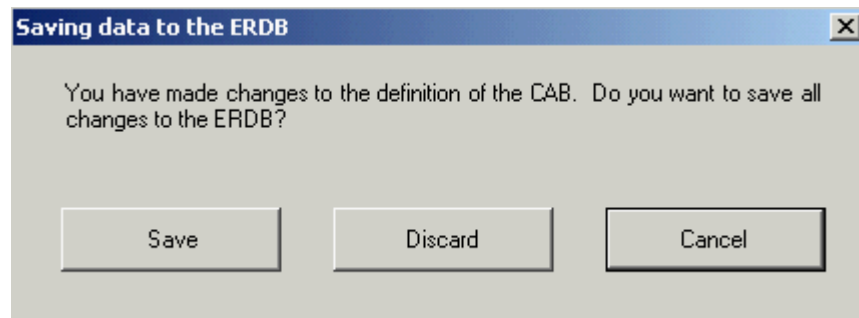 Saving data to the ERDB
You have made changes to the definition of the CAB.  Do you want to save all
changes to the ERDB?
Save
Discard
Cancel